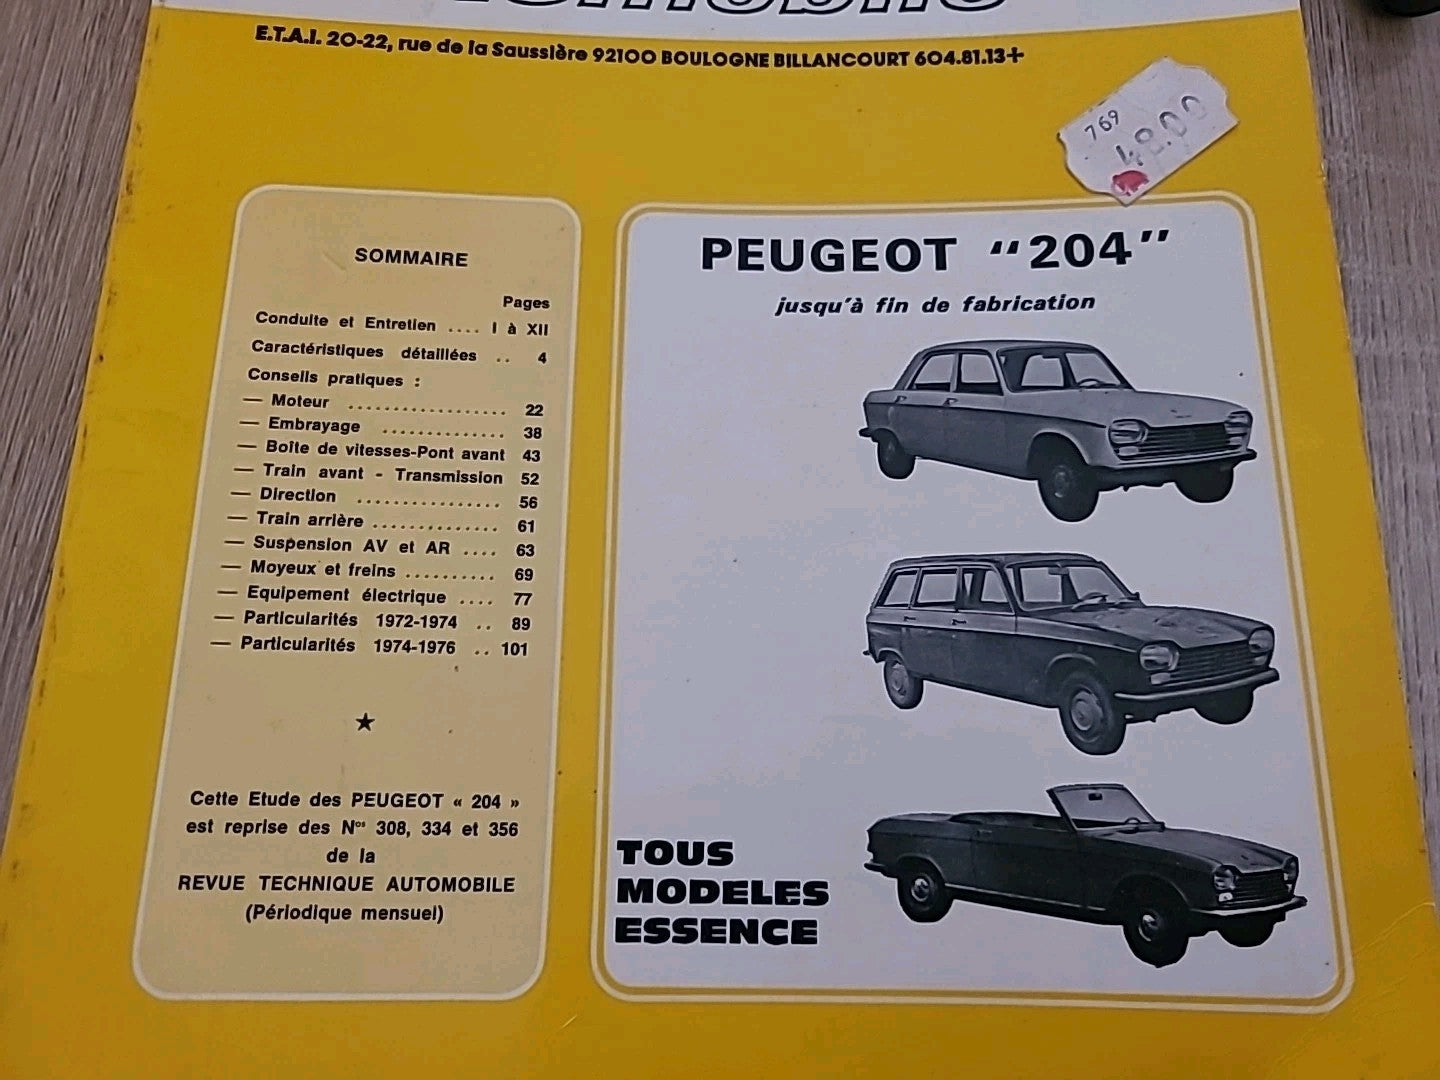 E.T.A.I. 20-22, rue de la Saussière 92100 BOULOGNE BILLANCOURT 604.81.13+
769
48.00
SOMMAIRE
Pages
Conduite et Entretien .... I à XII
Caractéristiques détaillées .. 4
Conseils pratiques :
— Moteur .................. 22
— Embrayage .............. 38
— Boîte de vitesses-Pont avant 43
— Train avant - Transmission 52
— Direction ................ 56
— Train arrière .............. 61
— Suspension AV et AR .... 63
— Moyeux et freins .......... 69
— Equipement électrique .... 77
— Particularités 1972-1974 .. 89
— Particularités 1974-1976 .. 101
★
Cette Etude des PEUGEOT « 204 »
est reprise des Nos 308, 334 et 356
de la
REVUE TECHNIQUE AUTOMOBILE
(Périodique mensuel)
PEUGEOT "204"
jusqu'à fin de fabrication
TOUS
MODELES
ESSENCE